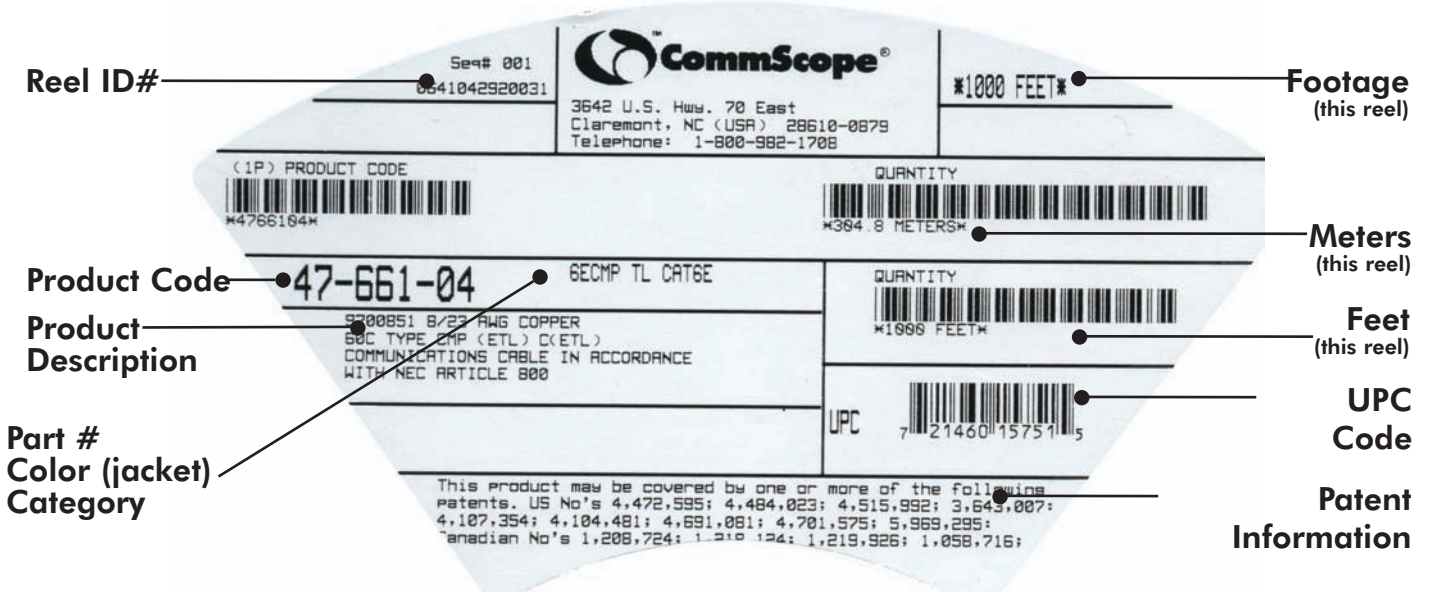 Reel ID#
Seq# 001
0641042920031
™
CommScope®
3642 U.S. Hwy. 70 East
Claremont, NC (USA) 28610-0879
Telephone: 1-800-982-1708
*1000 FEET*
Footage
(this reel)
(1P) PRODUCT CODE
*4766104*
QUANTITY
*304.8 METERS*
Meters
(this reel)
Product Code
47-661-04
6ECMP TL CAT6E
QUANTITY
*1000 FEET*
Feet
(this reel)
Product
Description
9700851 8/23 AWG COPPER
60C TYPE CMP (ETL) C(ETL)
COMMUNICATIONS CABLE IN ACCORDANCE
WITH NEC ARTICLE 800
UPC
7 21460 15751 5
UPC
Code
Part #
Color (jacket)
Category
This product may be covered by one or more of the following
patents. US No's 4,472,595; 4,484,023; 4,515,992; 3,643,007:
4,107,354; 4,104,481; 4,691,081; 4,701,575; 5,969,295:
Canadian No's 1,208,724; 1,219,926; 1,058,716;
Patent
Information